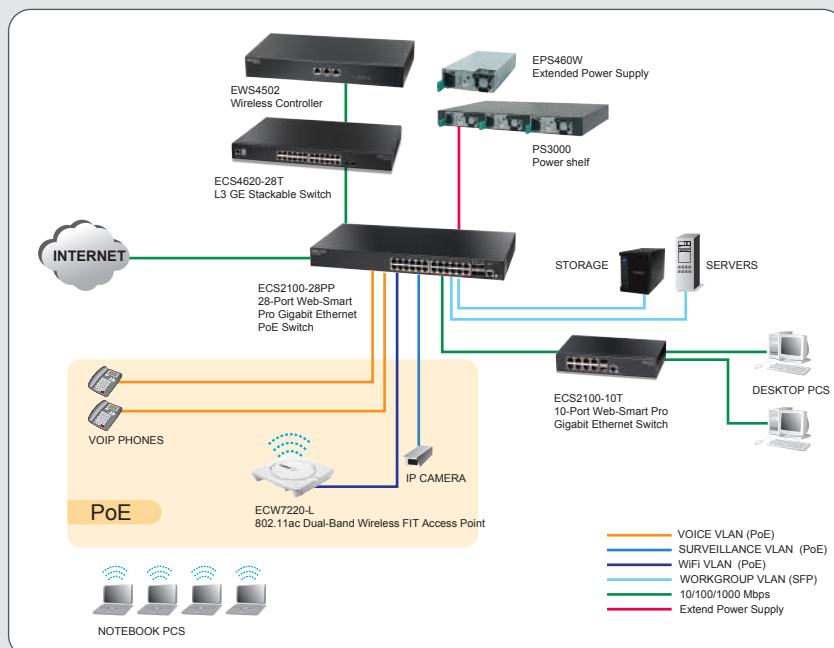 EWS4502
Wireless Controller
EPS460W
Extended Power Supply
PS3000
Power shelf
ECS4620-28T
L3 GE Stackable Switch
INTERNET
ECS2100-28PP
28-Port Web-Smart
Pro Gigabit Ethernet
PoE Switch
STORAGE
SERVERS
ECS2100-10T
10-Port Web-Smart Pro
Gigabit Ethernet Switch
DESKTOP PCS
VOIP PHONES
IP CAMERA
ECW7220-L
802.11ac Dual-Band Wireless FIT Access Point
PoE
NOTEBOOK PCS
VOICE VLAN (PoE)
SURVEILLANCE VLAN (PoE)
WiFi VLAN (PoE)
WORKGROUP VLAN (SFP)
10/100/1000 Mbps
Extend Power Supply